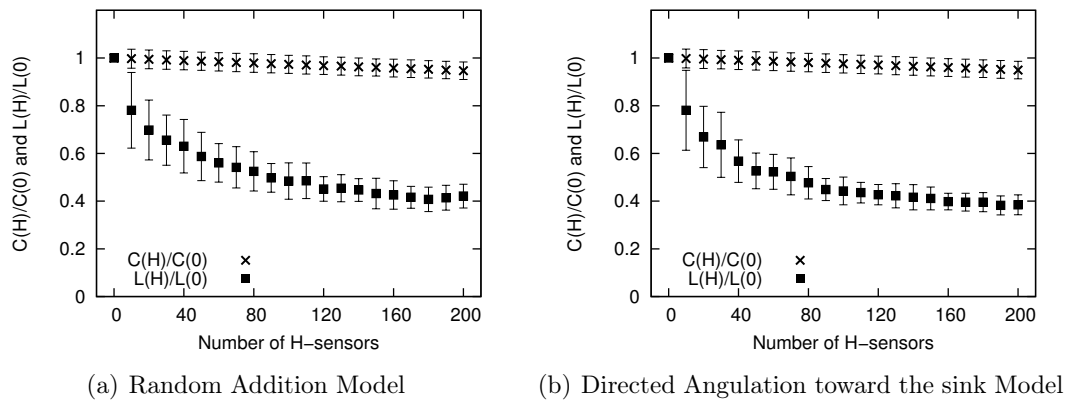 C(H)/C(0) and L(H)/L(0)
1
0.8
0.6
0.4
0.2
0
C(H)/C(0)
L(H)/L(0)
0 40 80 120 160 200
Number of H−sensors
(a) Random Addition Model
C(H)/C(0) and L(H)/L(0)
1
0.8
0.6
0.4
0.2
0
C(H)/C(0)
L(H)/L(0)
0 40 80 120 160 200
Number of H−sensors
(b) Directed Angulation toward the sink Model